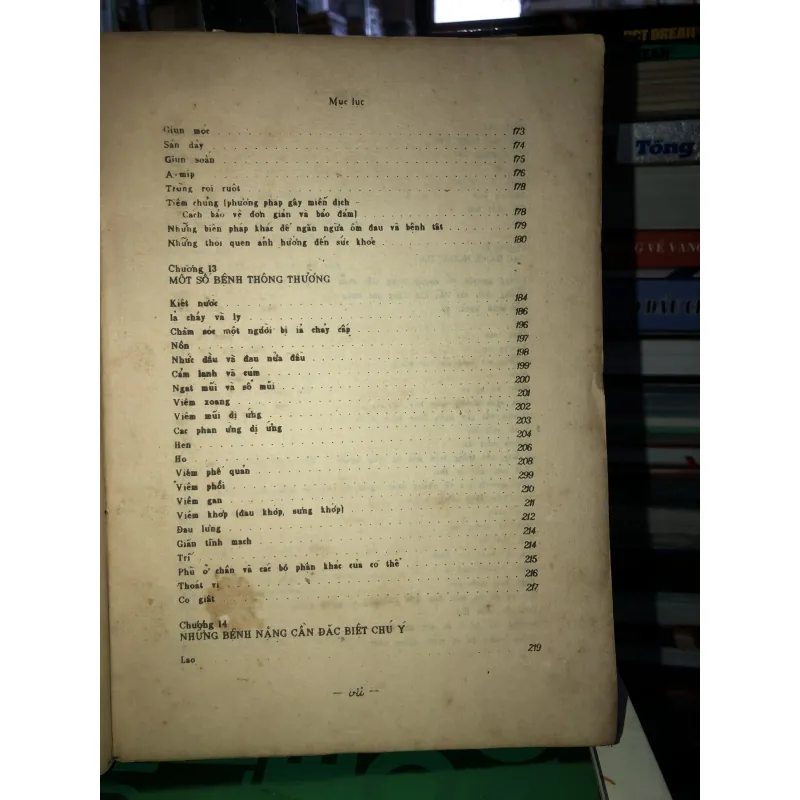 Mục lục
Giun móc 173
Sán dây 174
Giun soắn 175
A-míp 176
Trùng roi ruột 178
Tiêm chủng (phương pháp gây miễn dịch -
Cách bảo vệ đơn giản và bảo đảm) 178
Những biện pháp khác để ngăn ngừa ốm đau và bệnh tật 179
Những thói quen ảnh hưởng đến sức khỏe 180
Chương 13
MỘT SỐ BỆNH THÔNG THƯỜNG
Kiệt nước 184
Ỉa chảy và lỵ 186
Chăm sóc một người bị ỉa chảy cấp 196
Nôn 197
Nhức đầu và đau nửa đầu 198
Cảm lạnh và cúm 199
Ngạt mũi và sổ mũi 200
Viêm xoang 201
Viêm mũi dị ứng 202
Các phản ứng dị ứng 203
Hen 204
Ho 206
Viêm phế quản 208
Viêm phổi 299
Viêm gan 210
Viêm khớp (đau khớp, sưng khớp) 211
Đau lưng 212
Giãn tĩnh mạch 214
Trĩ 214
Phù ở chân và các bộ phận khác của cơ thể 215
Thoát vị 216
Co giật 217
Chương 14
NHỮNG BỆNH NẶNG CẦN ĐẶC BIỆT CHÚ Ý
Lao 219
— vii —
Tổng